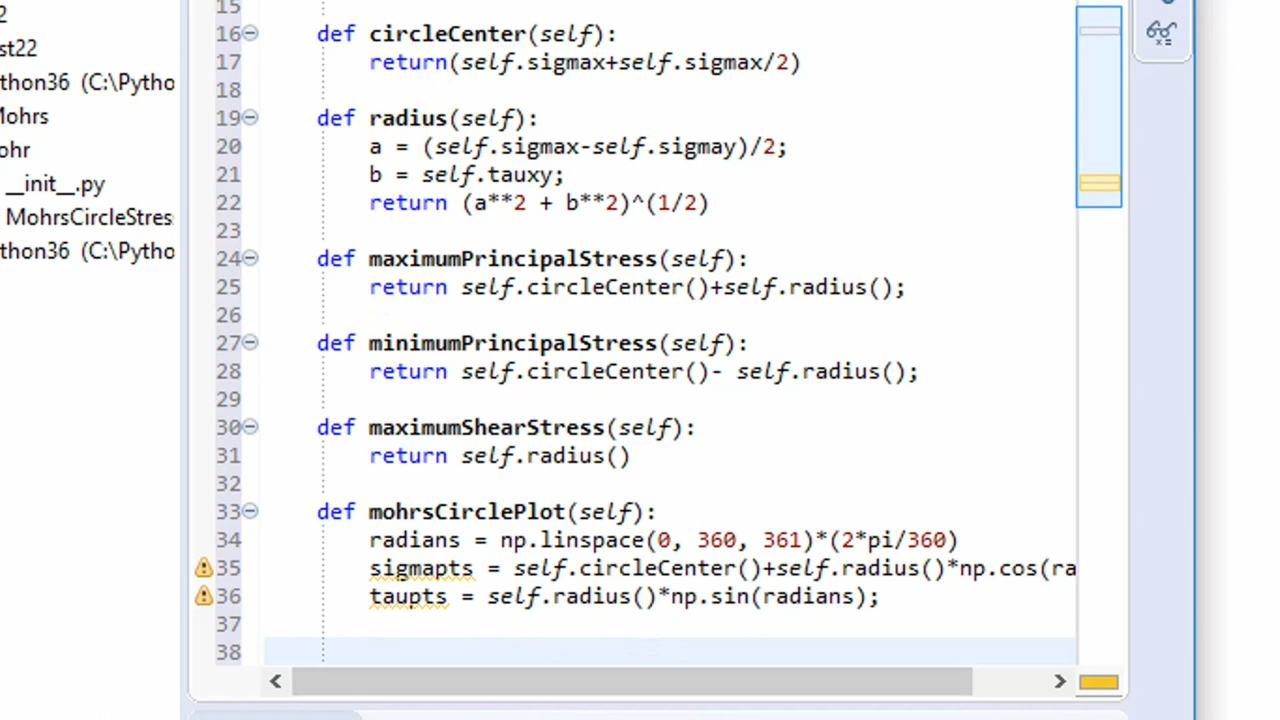 15
2
16 def circleCenter(self):
st22
17 return(self.sigmax+self.sigmax/2)
thon36 (C:\Pytho
18
Mohrs
19 def radius(self):
ohr
20 a = (self.sigmax-self.sigmay)/2;
__init__.py
21 b = self.tauxy;
MohrsCircleStres
22 return (a**2 + b**2)^(1/2)
thon36 (C:\Pytho
23
24 def maximumPrincipalStress(self):
25 return self.circleCenter()+self.radius();
26
27 def minimumPrincipalStress(self):
28 return self.circleCenter()- self.radius();
29
30 def maximumShearStress(self):
31 return self.radius()
32
33 def mohrsCirclePlot(self):
34 radians = np.linspace(0, 360, 361)*(2*pi/360)
35 sigmapts = self.circleCenter()+self.radius()*np.cos(ra
36 taupts = self.radius()*np.sin(radians);
37
38